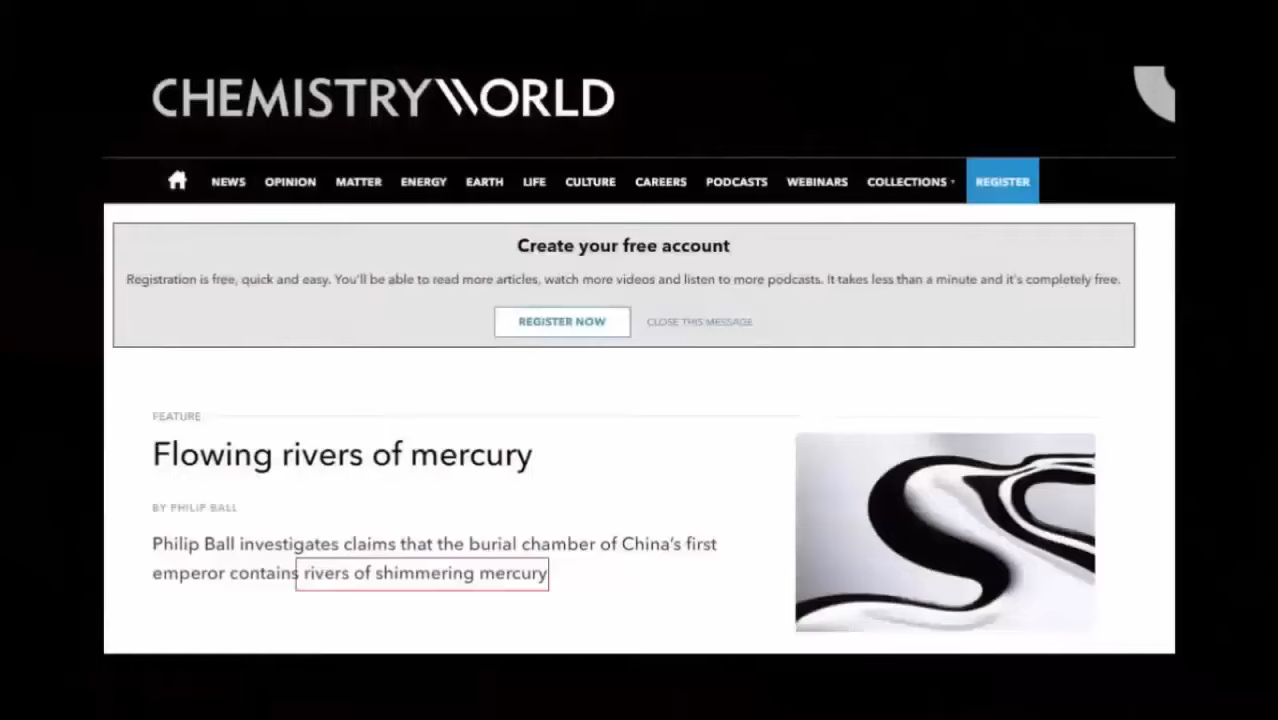 CHEMISTRY WORLD
NEWS OPINION MATTER ENERGY EARTH LIFE CULTURE CAREERS PODCASTS WEBINARS COLLECTIONS REGISTER
Create your free account
Registration is free, quick and easy. You'll be able to read more articles, watch more videos and listen to more podcasts. It takes less than a minute and it's completely free.
REGISTER NOW CLOSE THIS MESSAGE
FEATURE
Flowing rivers of mercury
BY PHILIP BALL
Philip Ball investigates claims that the burial chamber of China's first
emperor contains rivers of shimmering mercury